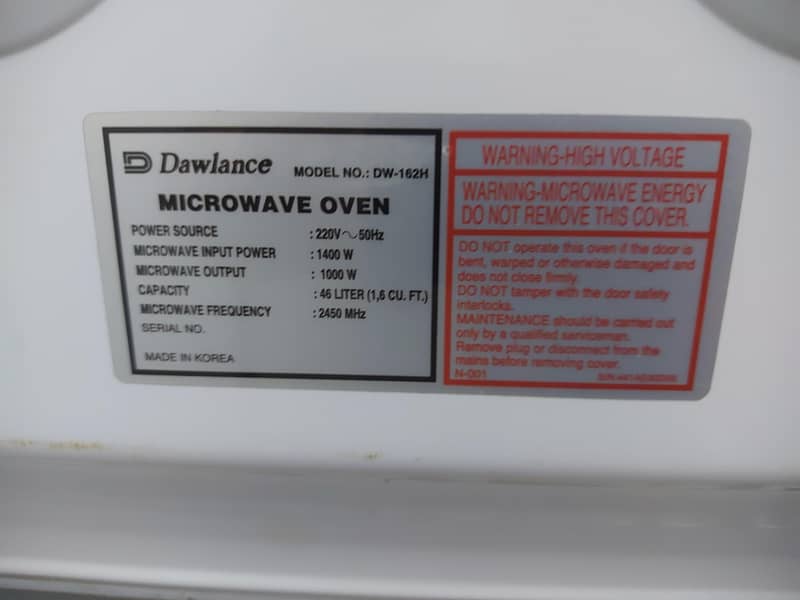 Dawlance MODEL NO.: DW-162H
MICROWAVE OVEN
POWER SOURCE : 220V～50Hz
MICROWAVE INPUT POWER : 1400 W
MICROWAVE OUTPUT : 1000 W
CAPACITY : 46 LITER (1,6 CU. FT.)
MICROWAVE FREQUENCY : 2450 MHz
SERIAL NO.
MADE IN KOREA
WARNING-HIGH VOLTAGE
WARNING-MICROWAVE ENERGY
DO NOT REMOVE THIS COVER.
DO NOT operate this oven if the door is
bent, warped or otherwise damaged and
does not close firmly.
DO NOT tamper with the door safety
interlocks.
MAINTENANCE should be carried out
only by a qualified serviceman.
Remove plug or disconnect from the
mains before removing cover.
N-001